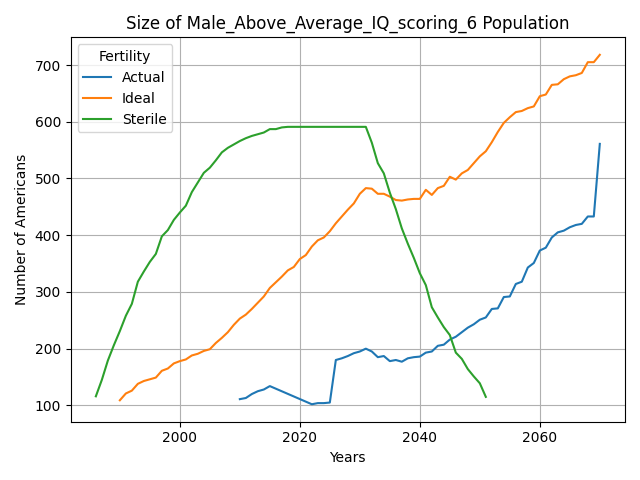 Size of Male_Above_Average_IQ_scoring_6 Population
Fertility
Actual
Ideal
Sterile
Number of Americans
700
600
500
400
300
200
100
2000
2020
2040
2060
Years